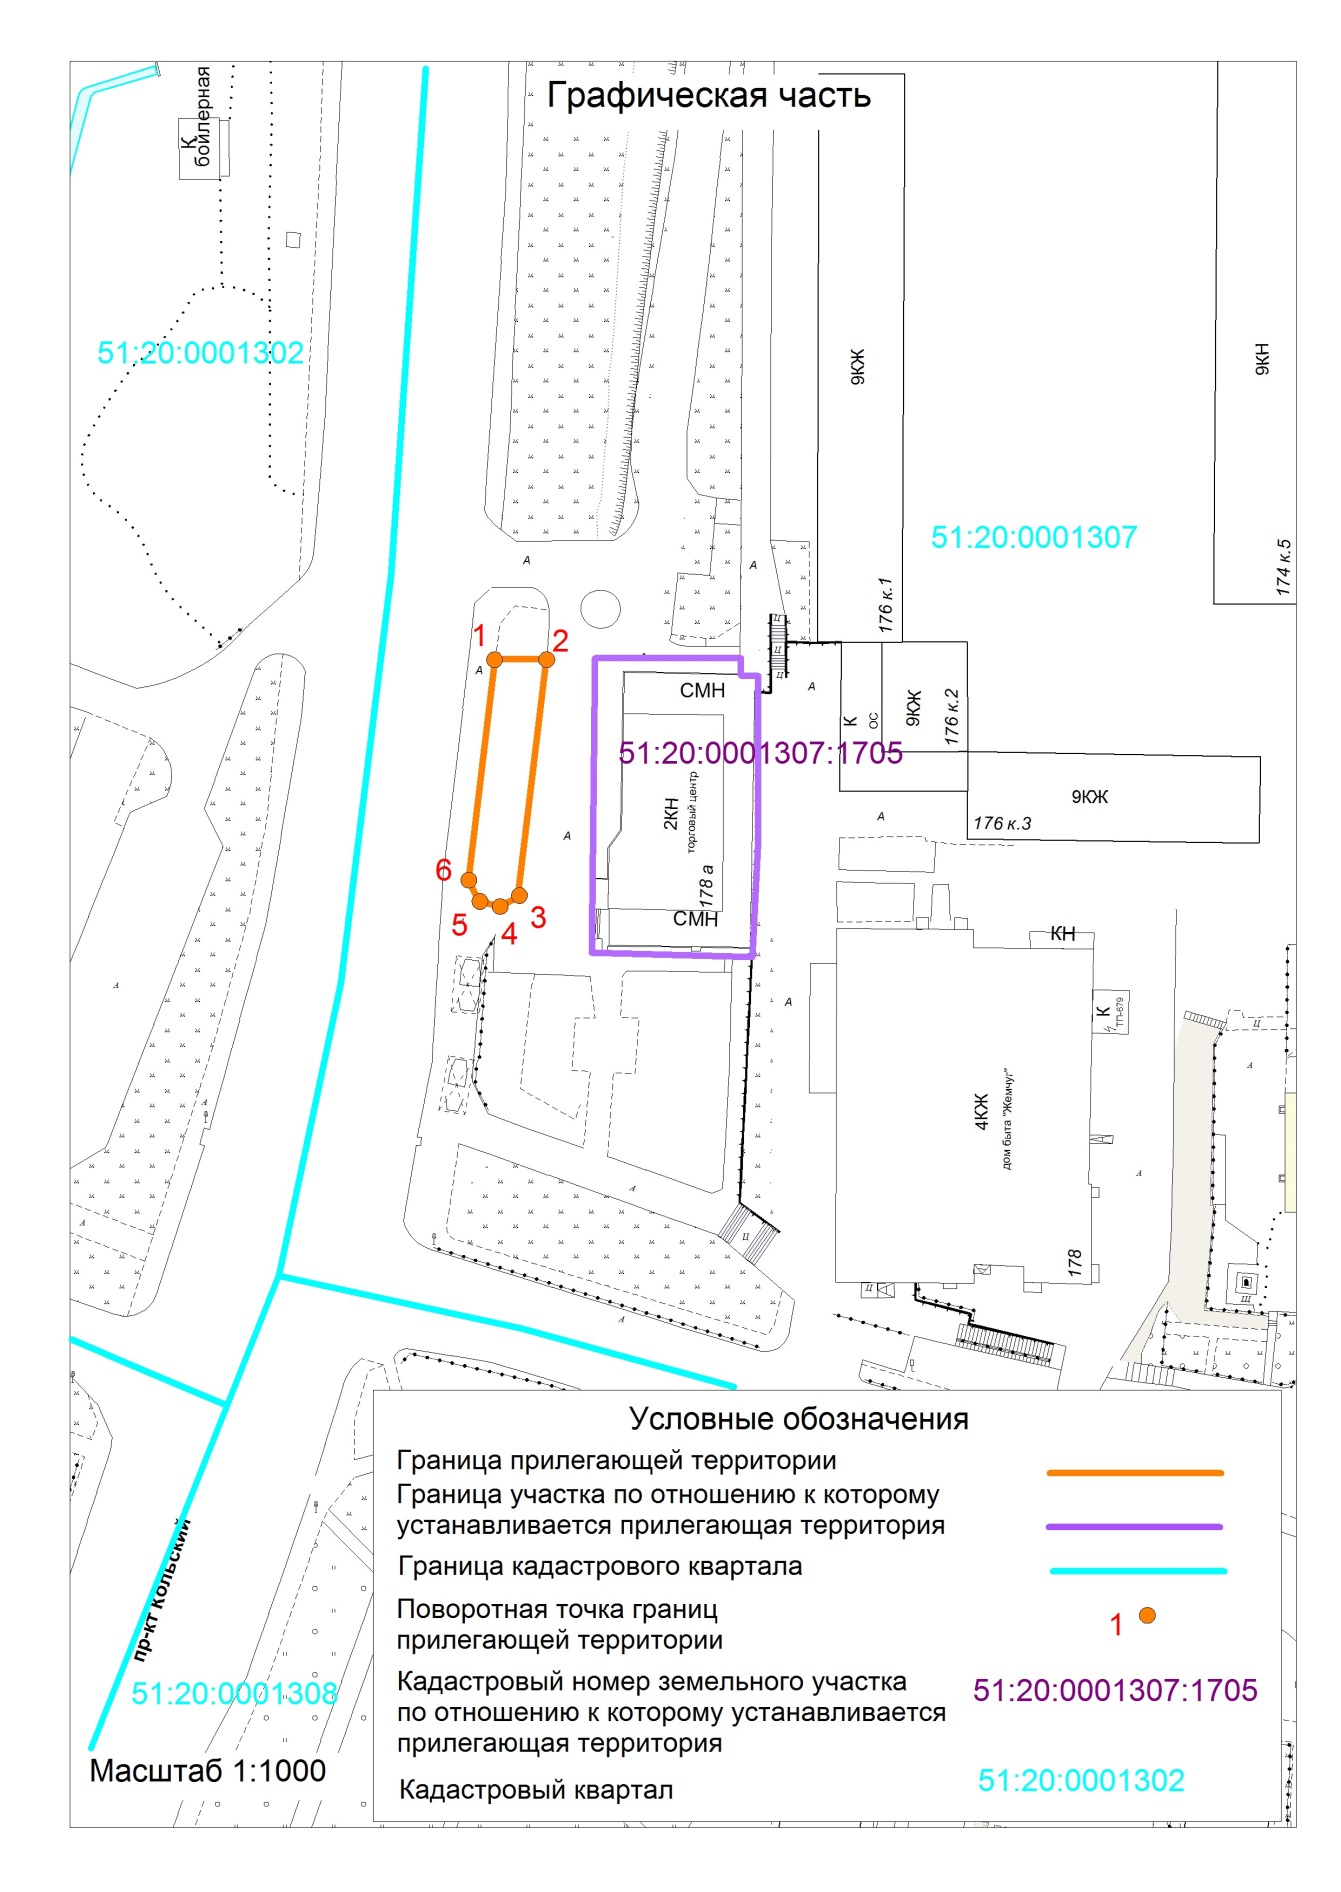 Графическая часть
К
бойлерная
51:20:0001302
9КЖ
9КН
51:20:0001307
174 к.5
А
А
176 к.1
1
2
А
А
Ц
Ц
Ц
СМН
К
ОС
9КЖ
176 к.2
51:20:0001307:1705
2КН
торговый центр
178 а
А
9КЖ
176 к.3
А
6
5
4
3
СМН
КН
А
А
К
ТП-679
Ц
А
А
4КЖ
дом быта "Жемчуг"
А
А
А
Ц
178
Ц
Щ
А
Условные обозначения
Граница прилегающей территории
Граница участка по отношению к которому
устанавливается прилегающая территория
Граница кадастрового квартала
Поворотная точка границ
прилегающей территории
1
Кадастровый номер земельного участка
по отношению к которому устанавливается
прилегающая территория
51:20:0001307:1705
Кадастровый квартал
51:20:0001302
пр-кт Кольский
51:20:0001308
Масштаб 1:1000